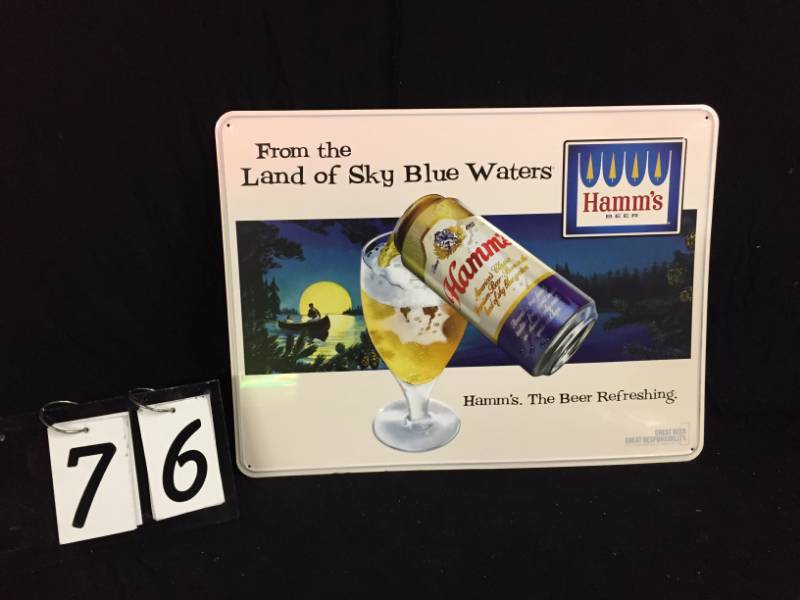 From the
Land of Sky Blue Waters
Hamm's
BEER
Hamm's
Hamm's. The Beer Refreshing.
GREAT BEER
GREAT RESPONSIBILITY
7 6